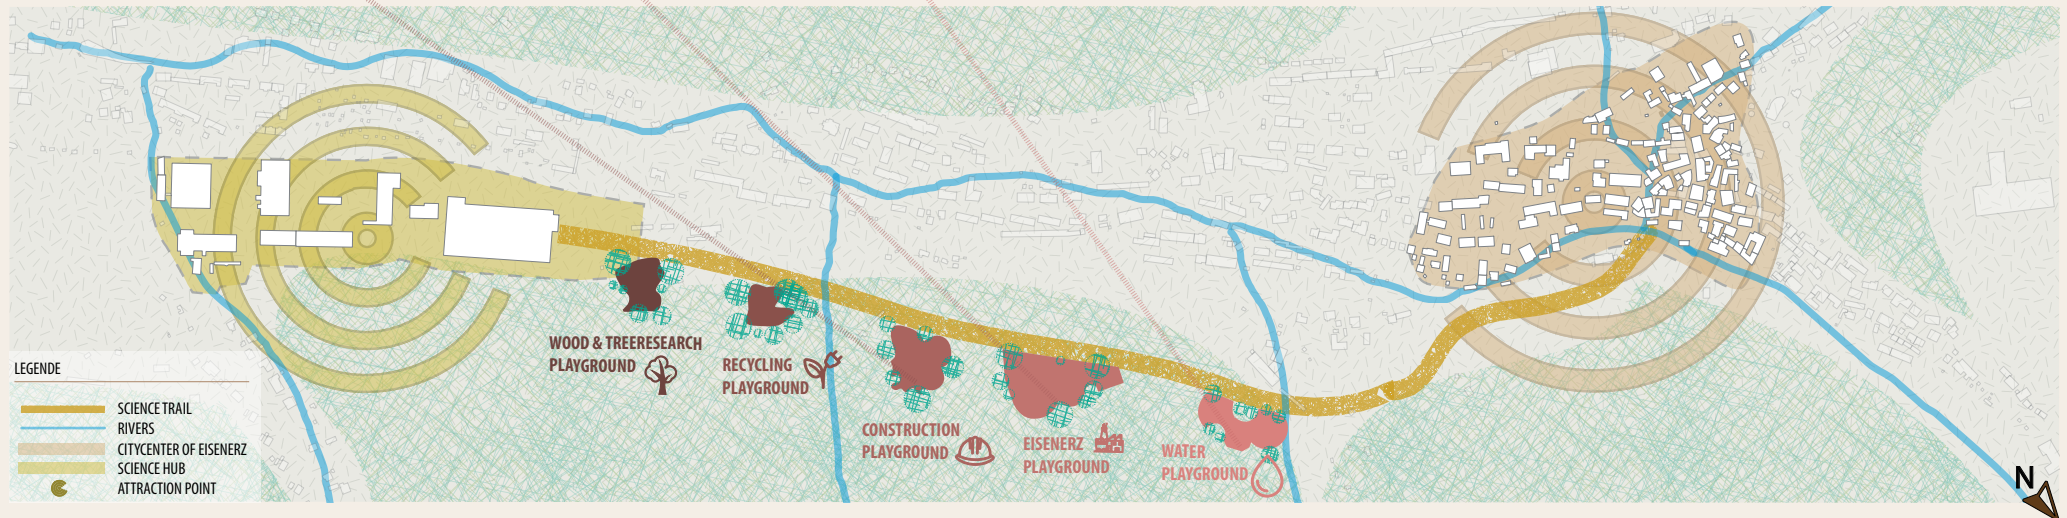 WOOD & TREERESEARCH
PLAYGROUND
RECYCLING
PLAYGROUND
CONSTRUCTION
PLAYGROUND
EISENERZ
PLAYGROUND
WATER
PLAYGROUND
LEGENDE
SCIENCE TRAIL
RIVERS
CITYCENTER OF EISENERZ
SCIENCE HUB
ATTRACTION POINT
N